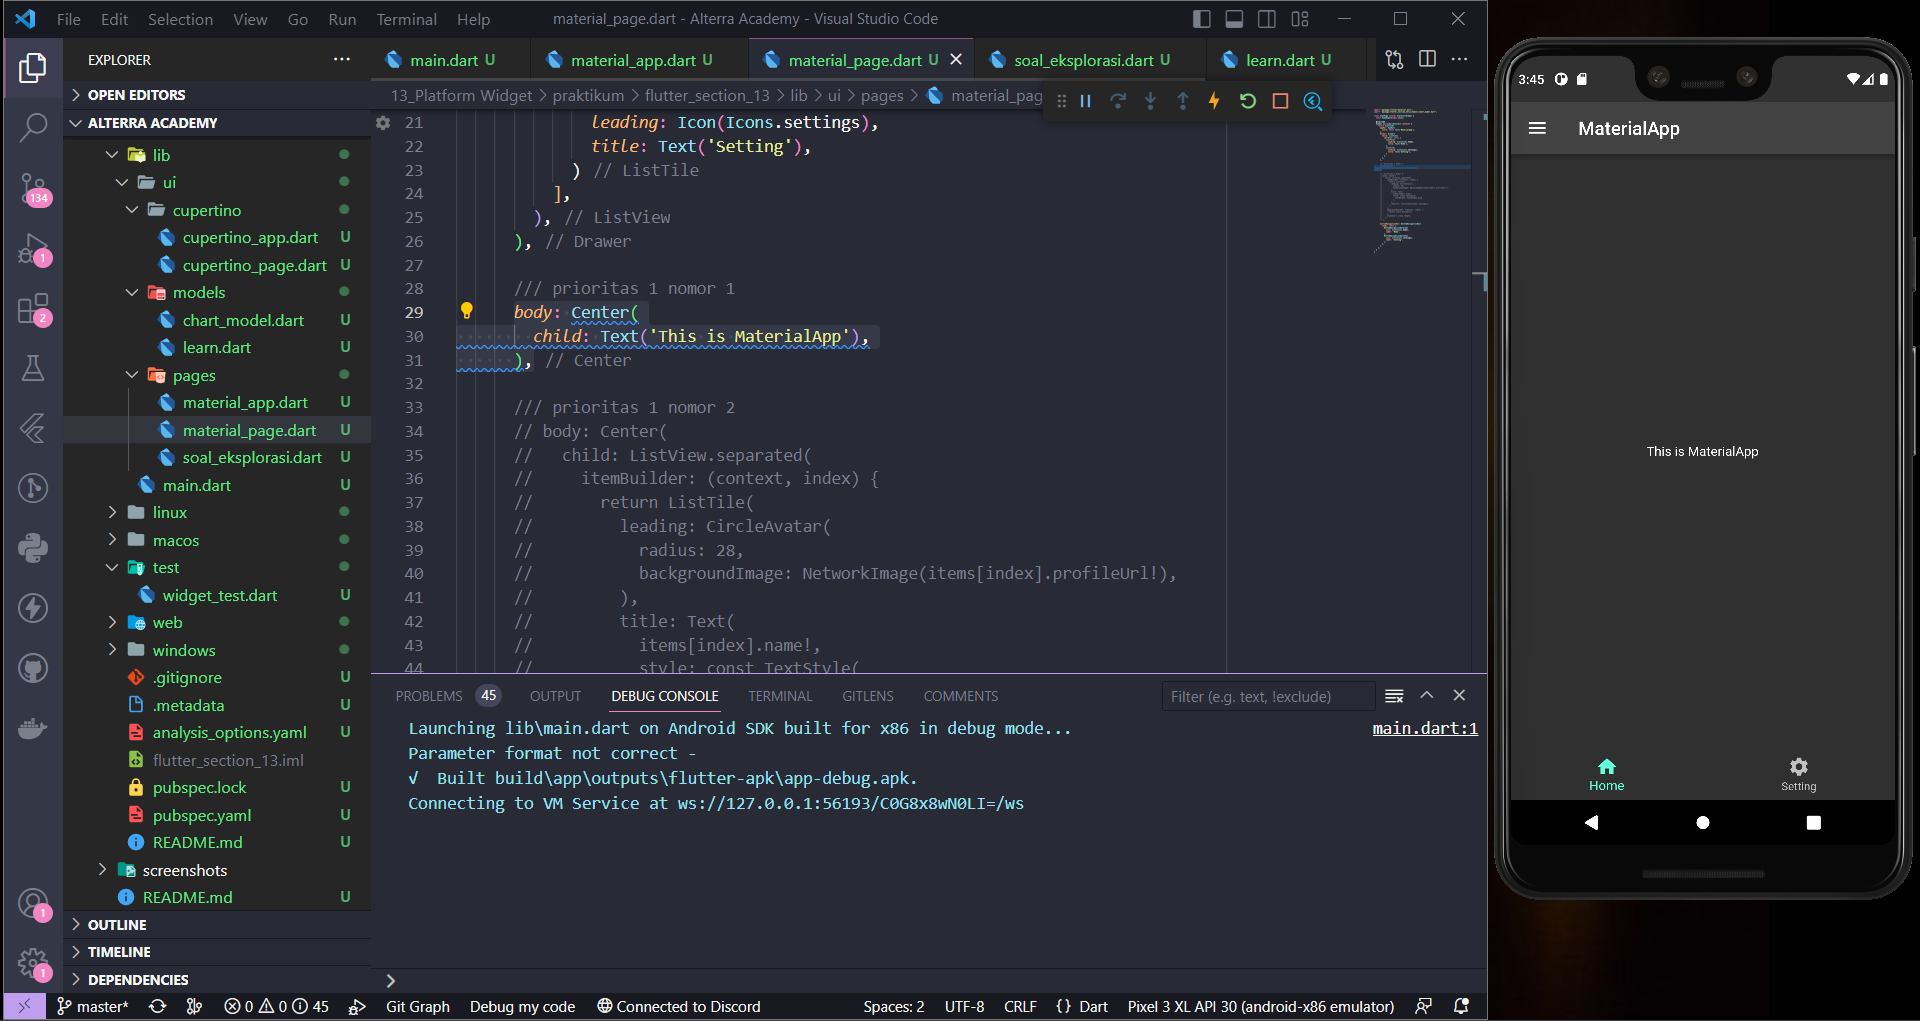 File Edit Selection View Go Run Terminal Help
material_page.dart - Alterra Academy - Visual Studio Code
EXPLORER
main.dart U
material_app.dart U
material_page.dart U
soal_eksplorasi.dart U
learn.dart U
OPEN EDITORS
13_Platform Widget > praktikum > flutter_section_13 > lib > ui > pages > material_pag
ALTERRA ACADEMY
lib
ui
cupertino
cupertino_app.dart U
cupertino_page.dart U
models
chart_model.dart U
learn.dart U
pages
material_app.dart U
material_page.dart U
soal_eksplorasi.dart U
main.dart U
linux
macos
test
widget_test.dart U
web
windows
.gitignore U
.metadata U
analysis_options.yaml U
flutter_section_13.iml
pubspec.lock U
pubspec.yaml U
README.md U
screenshots
README.md U
OUTLINE
TIMELINE
DEPENDENCIES
134
1
2
1
1
21 leading: Icon(Icons.settings),
22 title: Text('Setting'),
23 ) // ListTile
24 ],
25 ), // ListView
26 ), // Drawer
27
28 /// prioritas 1 nomor 1
29 body: Center(
30 child: Text('This is MaterialApp'),
31 ), // Center
32
33 /// prioritas 1 nomor 2
34 // body: Center(
35 // child: ListView.separated(
36 // itemBuilder: (context, index) {
37 // return ListTile(
38 // leading: CircleAvatar(
39 // radius: 28,
40 // backgroundImage: NetworkImage(items[index].profileUrl!),
41 // ),
42 // title: Text(
43 // items[index].name!,
44 // style: const TextStyle(
PROBLEMS 45 OUTPUT DEBUG CONSOLE TERMINAL GITLENS COMMENTS
Filter (e.g. text, !exclude)
Launching lib\main.dart on Android SDK built for x86 in debug mode...
main.dart:1
Parameter format not correct -
√ Built build\app\outputs\flutter-apk\app-debug.apk.
Connecting to VM Service at ws://127.0.0.1:56193/C0G8x8wN0LI=/ws
master* 0 0 45 Git Graph Debug my code Connected to Discord
Spaces: 2 UTF-8 CRLF {} Dart Pixel 3 XL API 30 (android-x86 emulator)
3:45
MaterialApp
This is MaterialApp
Home
Setting